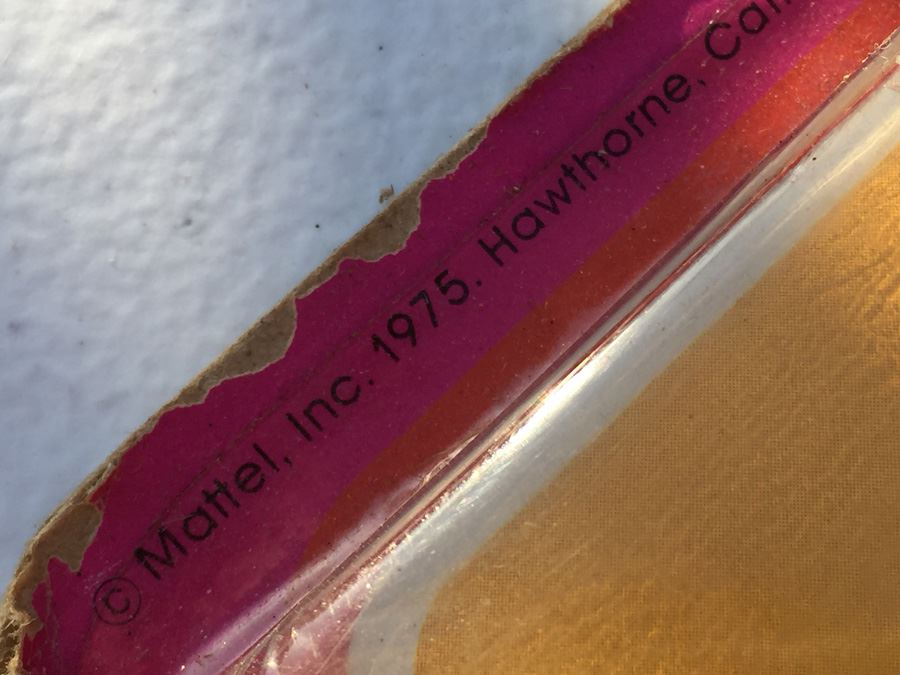 © Mattel, Inc. 1975. Hawthorne,